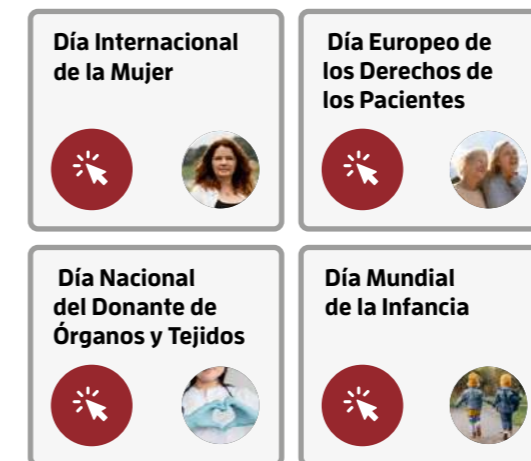 Día Internacional
de la Mujer
Día Europeo de
los Derechos de
los Pacientes
Día Nacional
del Donante de
Órganos y Tejidos
Día Mundial
de la Infancia